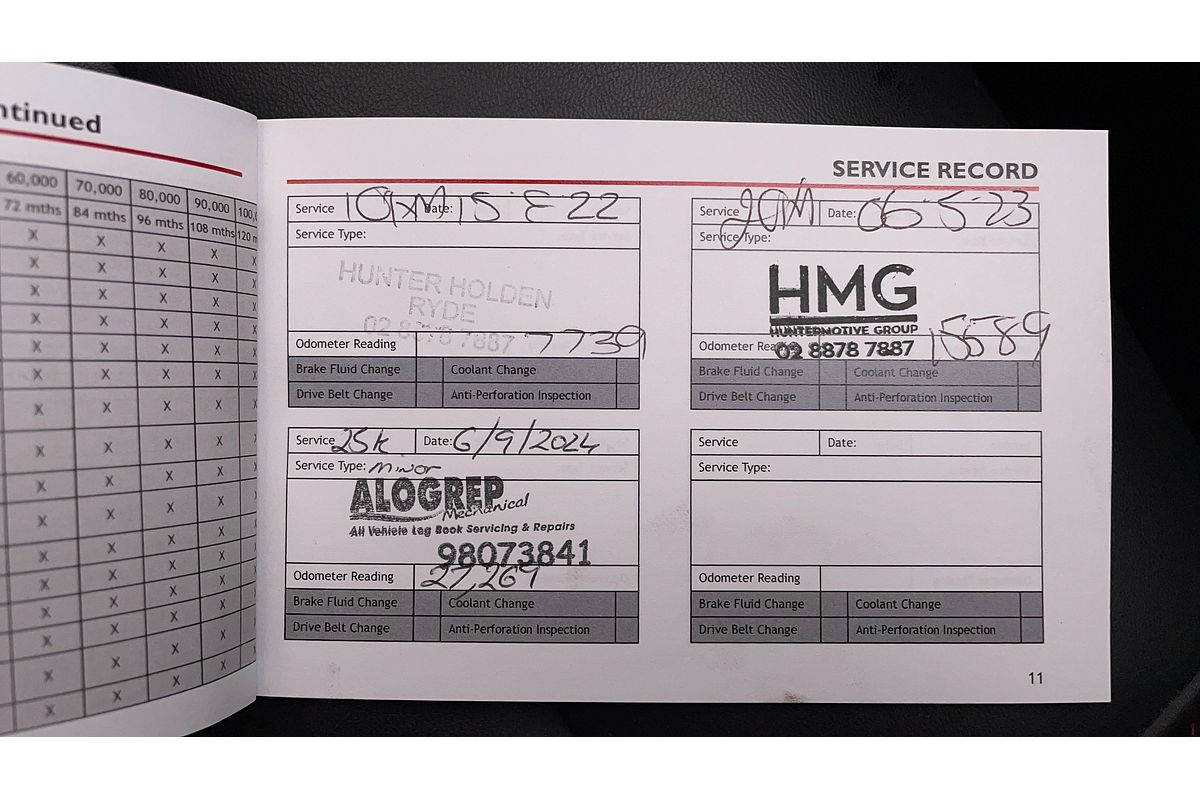 ntinued
60,000 70,000 80,000 90,000 100,
72 mths 84 mths 96 mths 108 mths 120 m
X X X X
X X X X
X X X X
X X X X
X X X X
X X X X
X X X X
X X X X
X X X X
X X X X
X X X X
X X X X
X X X X
X X X X
X X X
SERVICE RECORD
Service Date: 15
Service Type:
HUNTER HOLDEN
RYDE
02 8878 7887
Odometer Reading 7739
Brake Fluid Change Coolant Change
Drive Belt Change Anti-Perforation Inspection
Service Date: 06·5·23
Service Type:
HMG
HUNTERMOTIVE GROUP
02 8878 7887
Odometer Reading 15589
Brake Fluid Change Coolant Change
Drive Belt Change Anti-Perforation Inspection
Service 25k Date: 6/9/2024
Service Type: Minor
ALOGREP
Mechanical
All Vehicle Log Book Servicing & Repairs
98073841
Odometer Reading 27,269
Brake Fluid Change Coolant Change
Drive Belt Change Anti-Perforation Inspection
Service Date:
Service Type:
Odometer Reading
Brake Fluid Change Coolant Change
Drive Belt Change Anti-Perforation Inspection
11